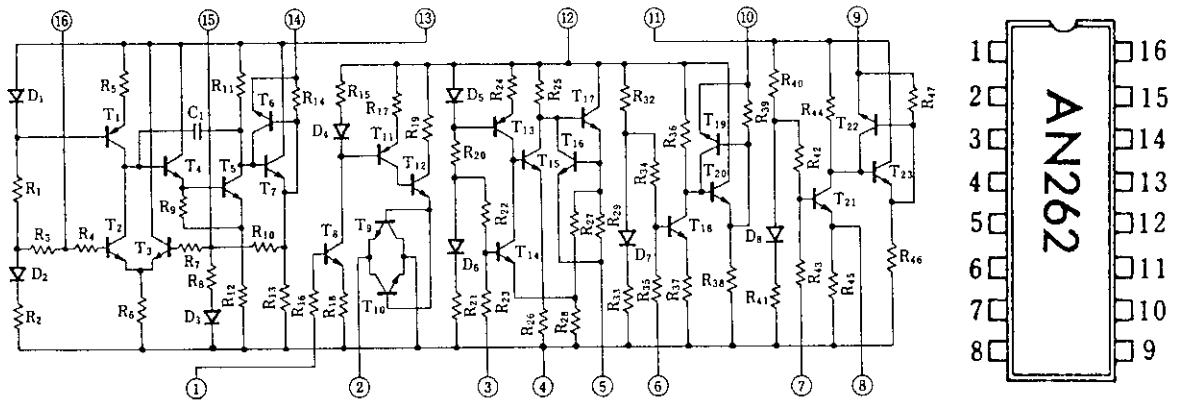 16 15 14 13 12 11 10 9
D1 R5 T1 C1 R11 T6 R14 T4 T5 T7 R9 R1 R3 R4 T2 T3 R7 R10 D2 R8 R2 R6 D3 R12 R13
R15 D4 R17 T11 R19 T12 T9 T8 T10 R16 R18
D5 R24 R25 T17 T13 T16 R20 T15 R22 R27 R29 D6 T14 R21 R23 R26 R28
R32 R36 T19 R39 R34 T20 T18 D7 R33 R35 R37 R38
R40 R44 T22 R47 R42 T23 T21 D8 R41 R43 R45 R46
1 2 3 4 5 6 7 8
AN262
1 16
2 15
3 14
4 13
5 12
6 11
7 10
8 9